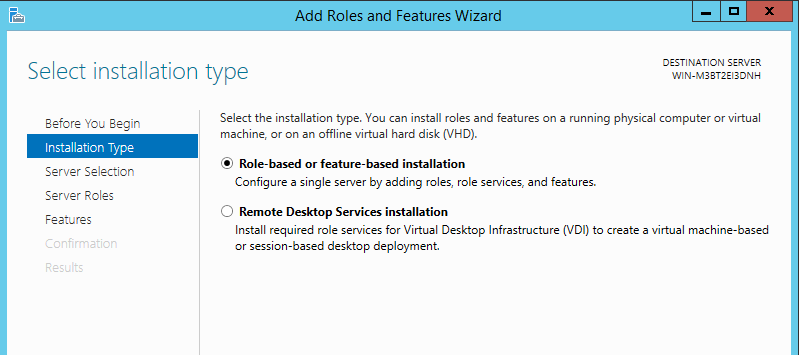 Add Roles and Features Wizard
Select installation type
DESTINATION SERVER
WIN-M3BT2EI3DNH
Before You Begin
Installation Type
Server Selection
Server Roles
Features
Confirmation
Results
Select the installation type. You can install roles and features on a running physical computer or virtual
machine, or on an offline virtual hard disk (VHD).
Role-based or feature-based installation
Configure a single server by adding roles, role services, and features.
Remote Desktop Services installation
Install required role services for Virtual Desktop Infrastructure (VDI) to create a virtual machine-based
or session-based desktop deployment.